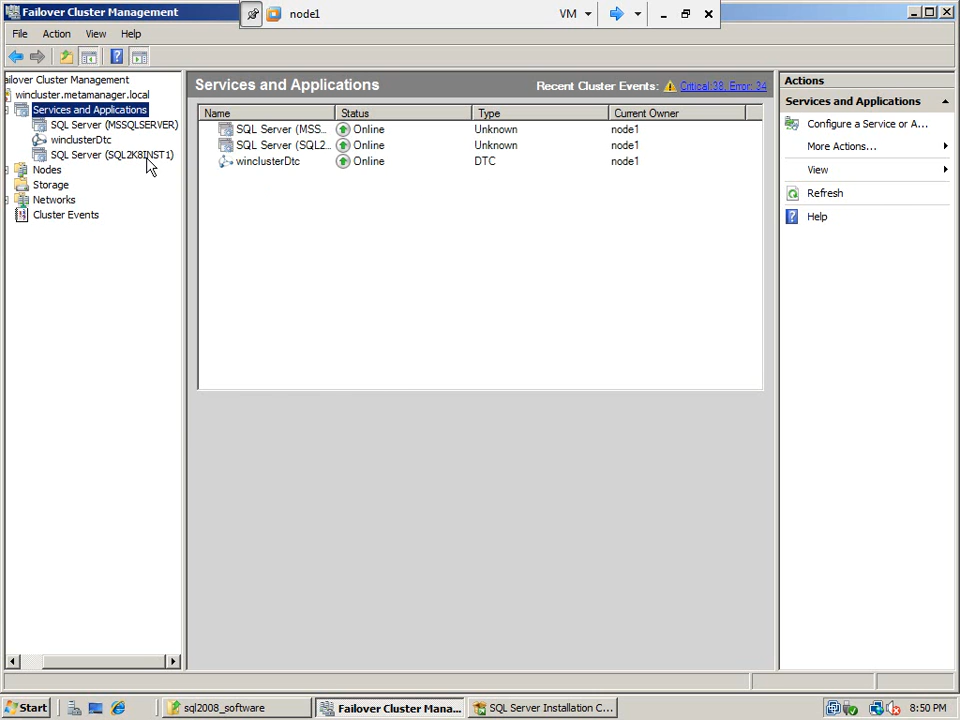 Failover Cluster Management
node1
VM
File Action View Help
ailover Cluster Management
wincluster.metamanager.local
Services and Applications
SQL Server (MSSQLSERVER)
winclusterDtc
SQL Server (SQL2K8INST1)
Nodes
Storage
Networks
Cluster Events
Services and Applications
Recent Cluster Events: Critical:38, Error: 34
Name Status Type Current Owner
SQL Server (MSS... Online Unknown node1
SQL Server (SQL2... Online Unknown node1
winclusterDtc Online DTC node1
Actions
Services and Applications
Configure a Service or A...
More Actions...
View
Refresh
Help
Start
sql2008_software
Failover Cluster Mana...
SQL Server Installation C...
8:50 PM